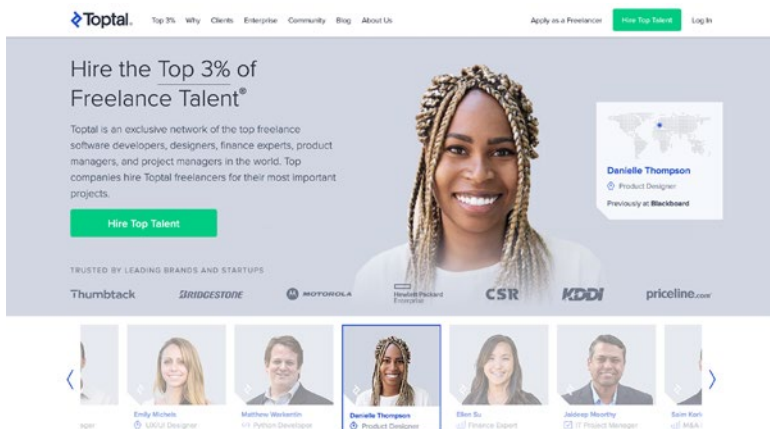 Toptal.
Top 3% Why Clients Enterprise Community Blog About Us
Apply as a Freelancer Hire Top Talent Log In
Hire the Top 3% of
Freelance Talent®
Toptal is an exclusive network of the top freelance
software developers, designers, finance experts, product
managers, and project managers in the world. Top
companies hire Toptal freelancers for their most important
projects.
Hire Top Talent
Danielle Thompson
Product Designer
Previously at Blackboard
TRUSTED BY LEADING BRANDS AND STARTUPS
Thumbtack BRIDGESTONE MOTOROLA Hewlett Packard
Enterprise CSR KDDI priceline.com
Emily Michels
UX/UI Designer
Matthew Warkentin
Python Developer
Danielle Thompson
Product Designer
Ellen Su
Finance Expert
Jaideep Moorthy
IT Project Manager
M&A